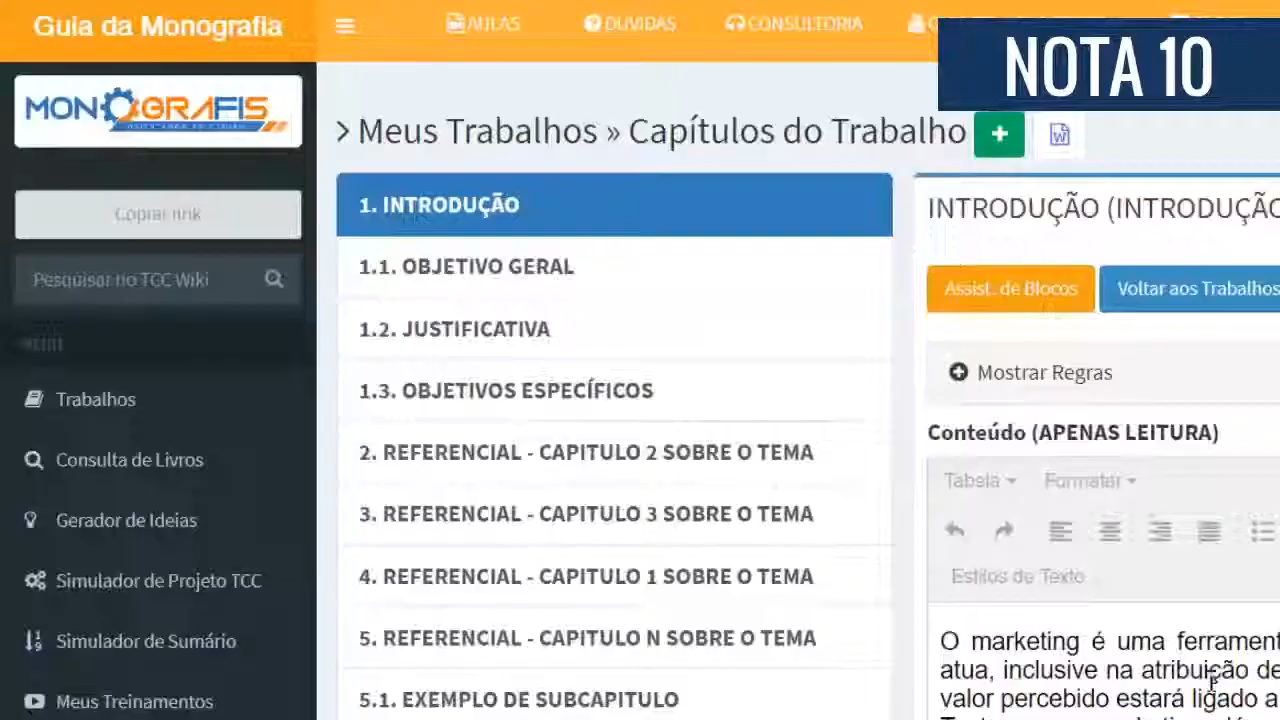 Guia da Monografia
AULAS
DUVIDAS
CONSULTORIA
NOTA 10
MONOGRAFIS
Meus Trabalhos » Capítulos do Trabalho
Copiar link
Pesquisar no TCC Wiki
MENU
Trabalhos
Consulta de Livros
Gerador de Ideias
Simulador de Projeto TCC
Simulador de Sumário
Meus Treinamentos
1. INTRODUÇÃO
1.1. OBJETIVO GERAL
1.2. JUSTIFICATIVA
1.3. OBJETIVOS ESPECÍFICOS
2. REFERENCIAL - CAPITULO 2 SOBRE O TEMA
3. REFERENCIAL - CAPITULO 3 SOBRE O TEMA
4. REFERENCIAL - CAPITULO 1 SOBRE O TEMA
5. REFERENCIAL - CAPITULO N SOBRE O TEMA
5.1. EXEMPLO DE SUBCAPITULO
INTRODUÇÃO (INTRODUÇÃO
Assist. de Blocos
Voltar aos Trabalhos
Mostrar Regras
Conteúdo (APENAS LEITURA)
Tabela
Formatar
Estilos de Texto
O marketing é uma ferrament
atua, inclusive na atribuição de
valor percebido estará ligado a